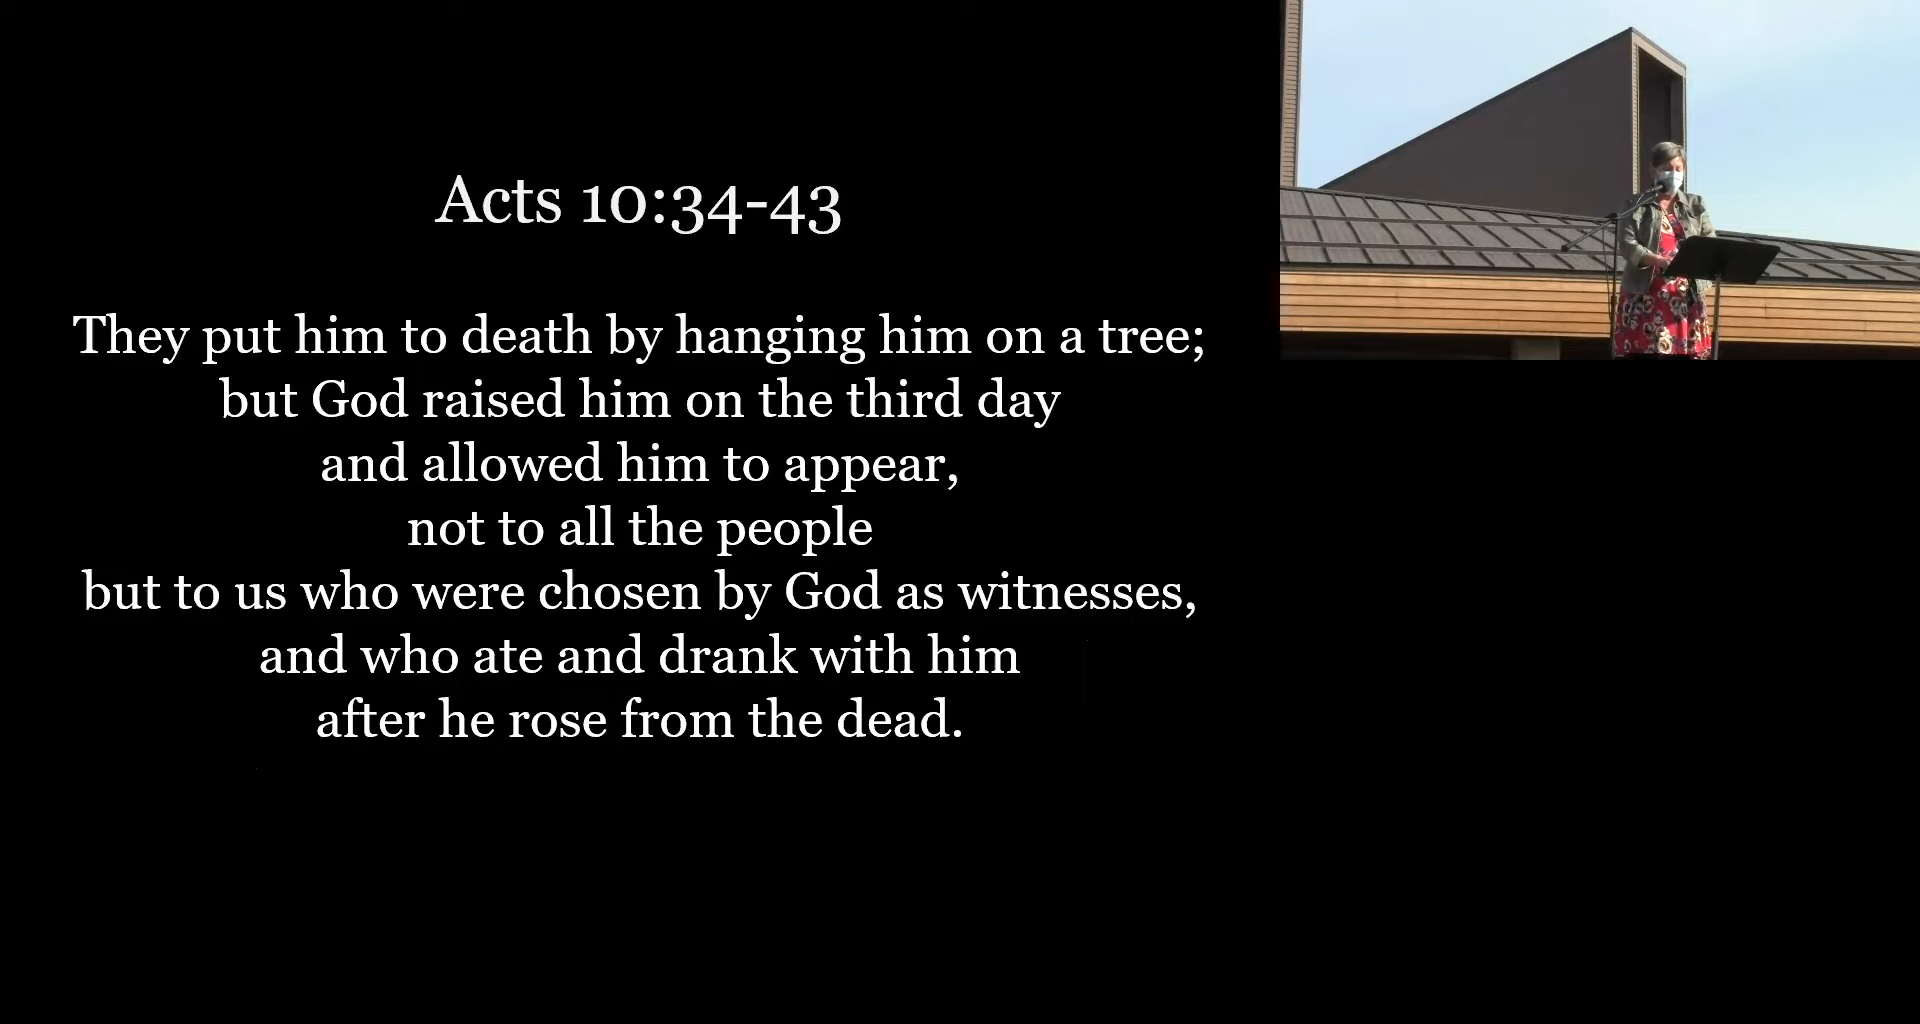 Acts 10:34-43
They put him to death by hanging him on a tree;
but God raised him on the third day
and allowed him to appear,
not to all the people
but to us who were chosen by God as witnesses,
and who ate and drank with him
after he rose from the dead.